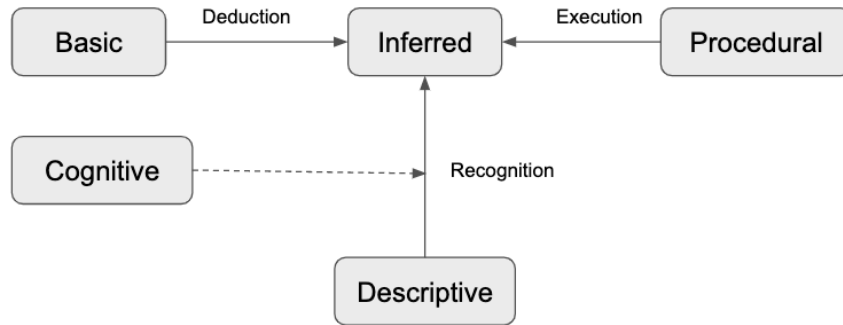 Deduction
Execution
Basic
Inferred
Procedural
Cognitive
Recognition
Descriptive